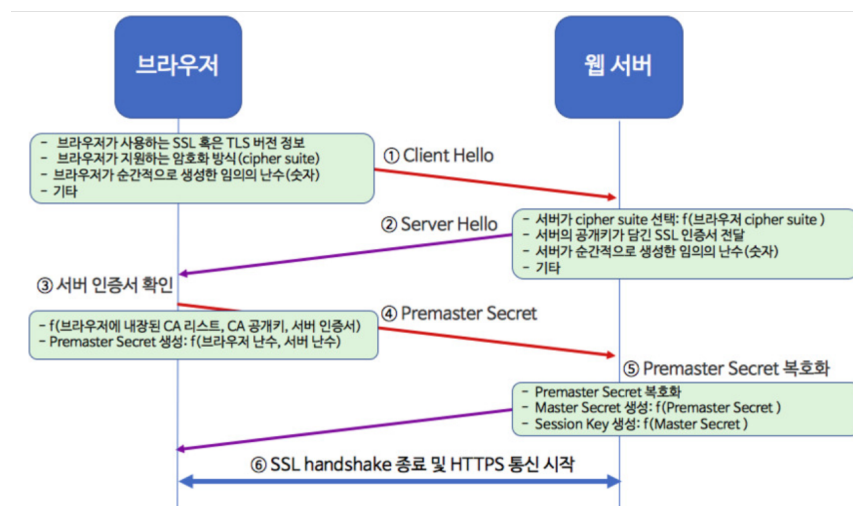 브라우저
웹 서버
- 브라우저가 사용하는 SSL 혹은 TLS 버전 정보
- 브라우저가 지원하는 암호화 방식(cipher suite)
- 브라우저가 순간적으로 생성한 임의의 난수(숫자)
- 기타
① Client Hello
② Server Hello
- 서버가 cipher suite 선택: f(브라우저 cipher suite )
- 서버의 공개키가 담긴 SSL 인증서 전달
- 서버가 순간적으로 생성한 임의의 난수(숫자)
- 기타
③ 서버 인증서 확인
④ Premaster Secret
- f(브라우저에 내장된 CA 리스트, CA 공개키, 서버 인증서)
- Premaster Secret 생성: f(브라우저 난수, 서버 난수)
⑤ Premaster Secret 복호화
- Premaster Secret 복호화
- Master Secret 생성: f(Premaster Secret )
- Session Key 생성: f(Master Secret )
⑥ SSL handshake 종료 및 HTTPS 통신 시작